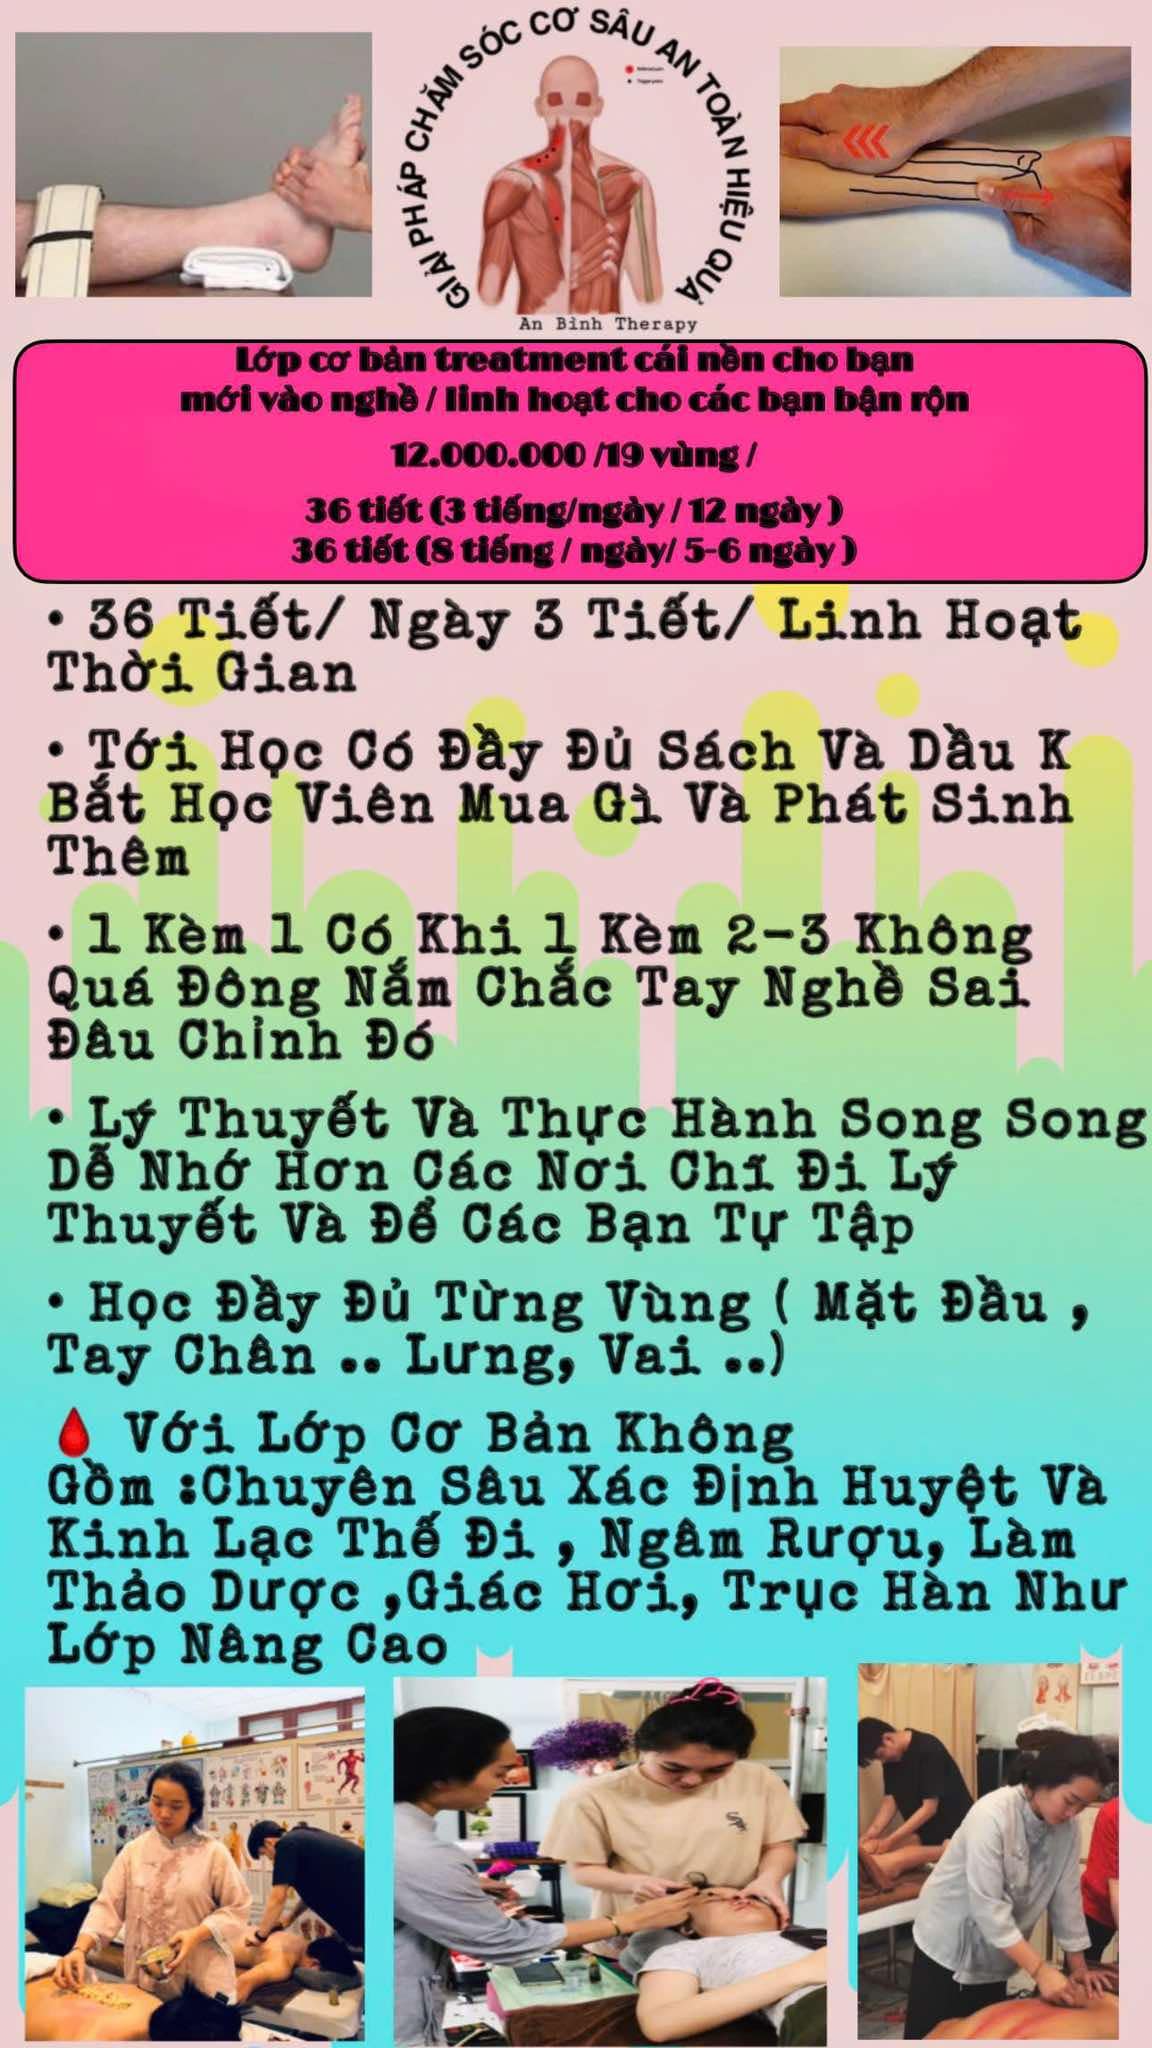 GIẢI PHÁP CHĂM SÓC CƠ SÂU AN TOÀN HIỆU QUẢ
An Bình Therapy
Lớp cơ bản treatment cái nền cho bạn
mới vào nghề / linh hoạt cho các bạn bận rộn
12.000.000 /19 vùng /
36 tiết (3 tiếng/ngày / 12 ngày )
36 tiết (8 tiếng / ngày/ 5-6 ngày )
• 36 Tiết/ Ngày 3 Tiết/ Linh Hoạt
Thời Gian
• Tới Học Có Đầy Đủ Sách Và Dầu K
Bắt Học Viên Mua Gì Và Phát Sinh
Thêm
• 1 Kèm 1 Có Khi 1 Kèm 2-3 Không
Quá Đông Nắm Chắc Tay Nghề Sai
Đâu Chỉnh Đó
• Lý Thuyết Và Thực Hành Song Song
Dễ Nhớ Hơn Các Nơi Chĩ Đi Lý
Thuyết Và Để Các Bạn Tự Tập
• Học Đầy Đủ Từng Vùng ( Mặt Đầu ,
Tay Chân .. Lưng, Vai ..)
🩸 Với Lớp Cơ Bản Không
Gồm :Chuyên Sâu Xác Định Huyệt Và
Kinh Lạc Thế Đi , Ngâm Rượu, Làm
Thảo Dược ,Giác Hơi, Trục Hàn Như
Lớp Nâng Cao